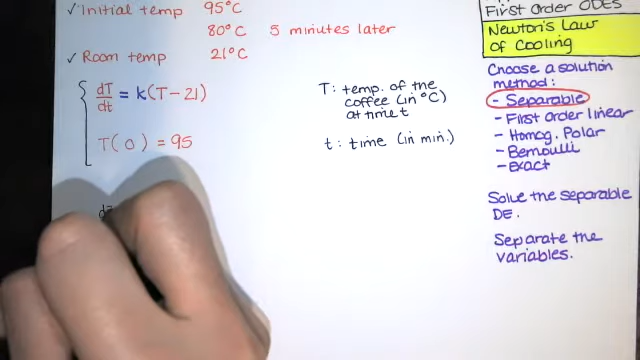 ✓ Initial temp 95°C
80°C 5 minutes later
✓ Room temp 21°C
dT/dt = k(T-21)
T(0) = 95
T: temp. of the
coffee (in °C)
at time t
t: time (in min.)
First Order ODES
Newton's Law
of Cooling
Choose a solution
method:
- Separable
- First order linear
- Homog. Polar
- Bernoulli
- Exact
Solve the separable
DE.
Separate the
variables.